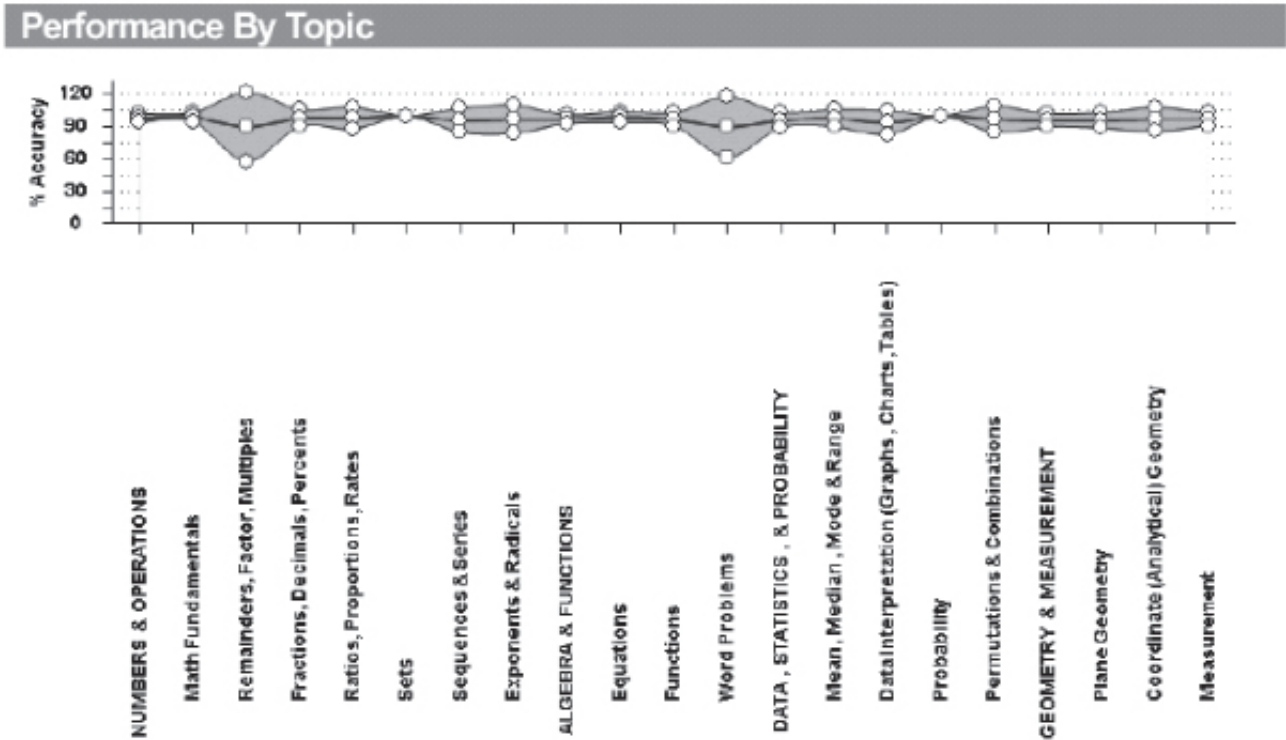 Performance By Topic
% Accuracy
120
90
60
30
0
NUMBERS & OPERATIONS
Math Fundamentals
Remainders, Factor, Multiples
Fractions, Decimals, Percents
Ratios, Proportions, Rates
Sets
Sequences & Series
Exponents & Radicals
ALGEBRA & FUNCTIONS
Equations
Functions
Word Problems
DATA, STATISTICS, & PROBABILITY
Mean, Median, Mode & Range
Data Interpretation (Graphs, Charts, Tables)
Probability
Permutations & Combinations
GEOMETRY & MEASUREMENT
Plane Geometry
Coordinate (Analytical) Geometry
Measurement